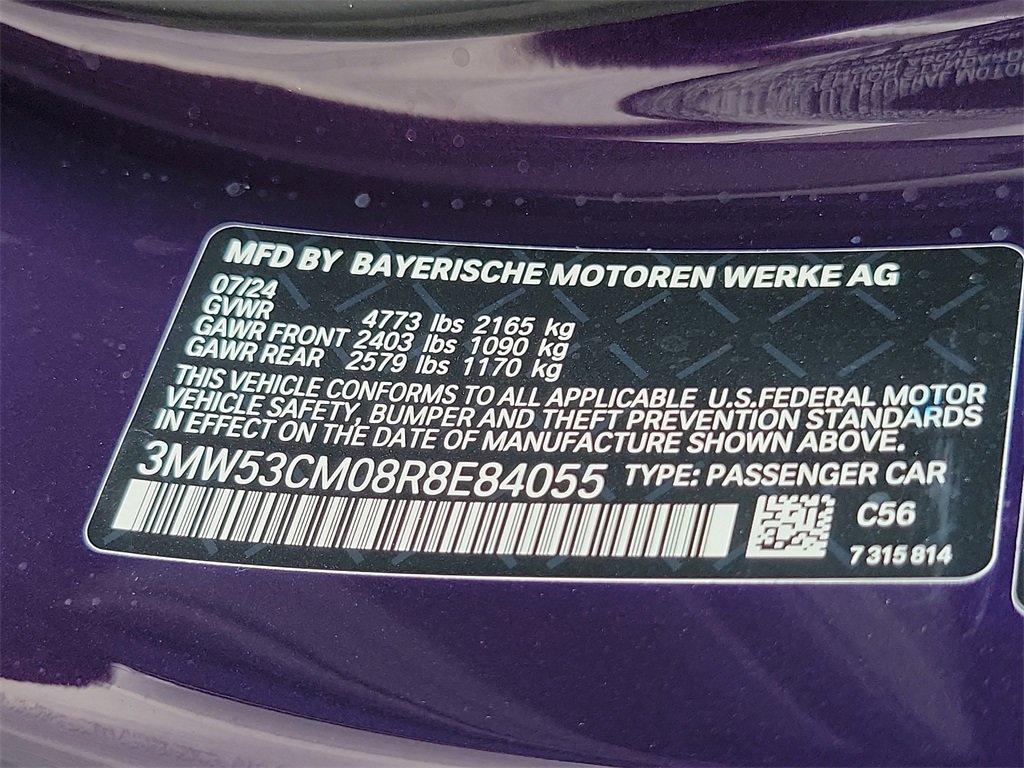 MFD BY BAYERISCHE MOTOREN WERKE AG
07/24
GVWR 4773 lbs 2165 kg
GAWR FRONT 2403 lbs 1090 kg
GAWR REAR 2579 lbs 1170 kg
THIS VEHICLE CONFORMS TO ALL APPLICABLE U.S.FEDERAL MOTOR
VEHICLE SAFETY, BUMPER AND THEFT PREVENTION STANDARDS
IN EFFECT ON THE DATE OF MANUFACTURE SHOWN ABOVE.
3MW53CM08R8E84055 TYPE: PASSENGER CAR
C56
7 315 814